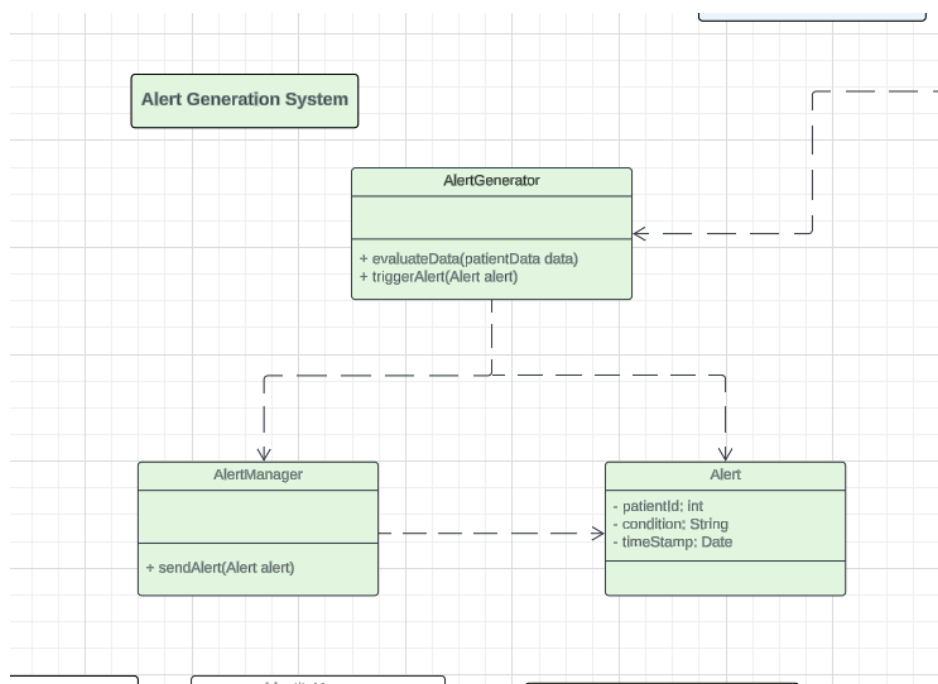 Alert Generation System
AlertGenerator
+ evaluateData(patientData data)
+ triggerAlert(Alert alert)
AlertManager
+ sendAlert(Alert alert)
Alert
- patientId: int
- condition: String
- timeStamp: Date